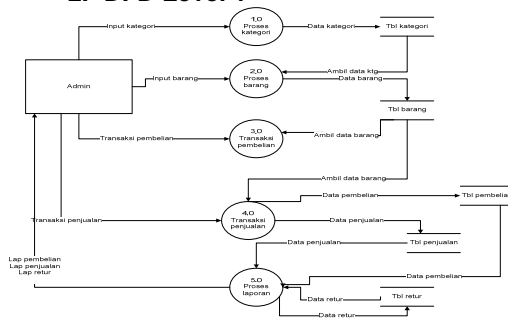 1,0
Proses
kategori
Input kategori
Data kategori
Tbl kategori
Admin
Input barang
2,0
Proses
barang
Ambil data ktg
Data barang
Tbl barang
Transaksi pembelian
3,0
Transaksi
pembelian
Ambil data barang
Ambil data barang
Data pembelian
Tbl pembelia
Transaksi penjualan
4,0
Transaksi
penjualan
Data penjualan
Tbl penjualan
Data penjualan
Lap pembelian
Lap penjualan
Lap retur
5,0
Proses
laporan
Data pembelian
Data retur
Tbl retur
Data retur